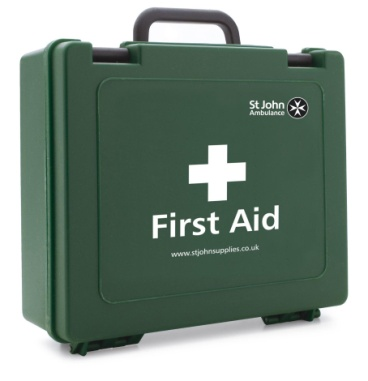 St John
Ambulance
First Aid
www.stjohnsupplies.co.uk